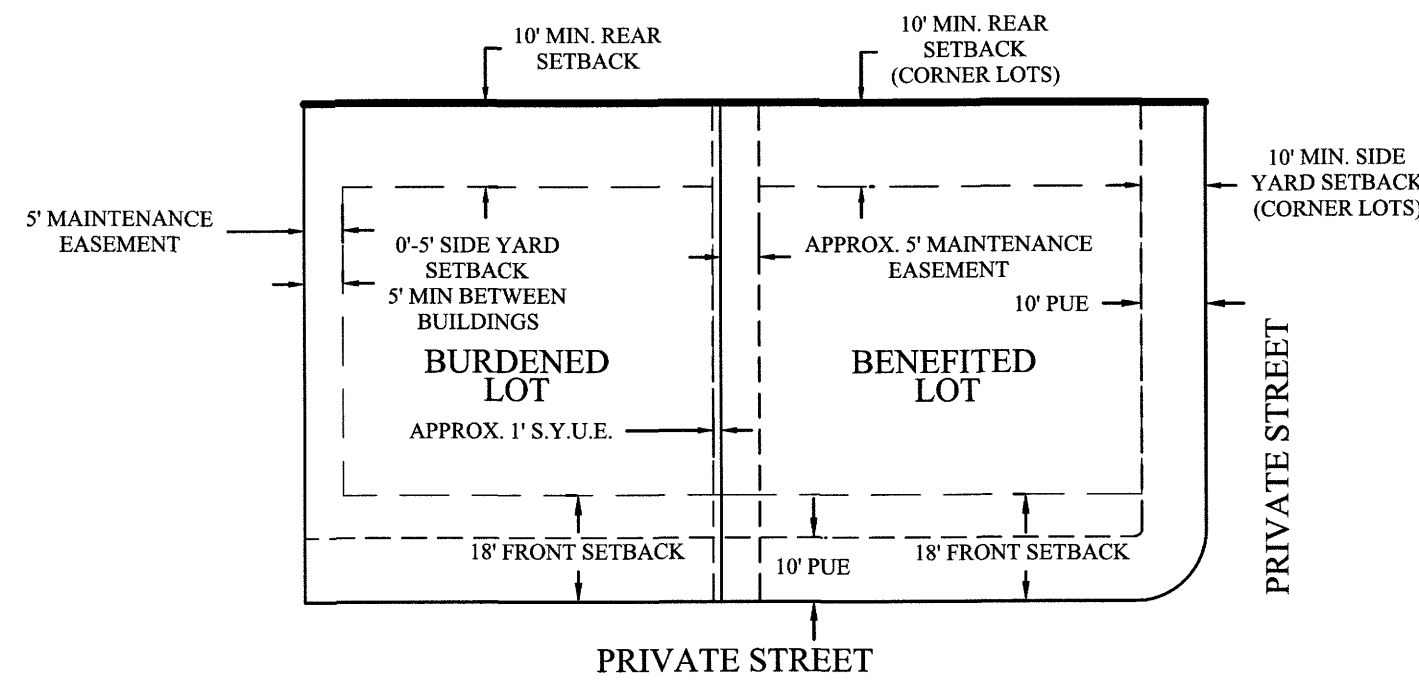 10' MIN. REAR
SETBACK
10' MIN. REAR
SETBACK
(CORNER LOTS)
10' MIN. SIDE
YARD SETBACK
(CORNER LOTS)
5' MAINTENANCE
EASEMENT
0'-5' SIDE YARD
SETBACK
5' MIN BETWEEN
BUILDINGS
APPROX. 5' MAINTENANCE
EASEMENT
10' PUE
BURDENED
LOT
BENEFITED
LOT
APPROX. 1' S.Y.U.E.
18' FRONT SETBACK
10' PUE
18' FRONT SETBACK
PRIVATE STREET
PRIVATE STREET